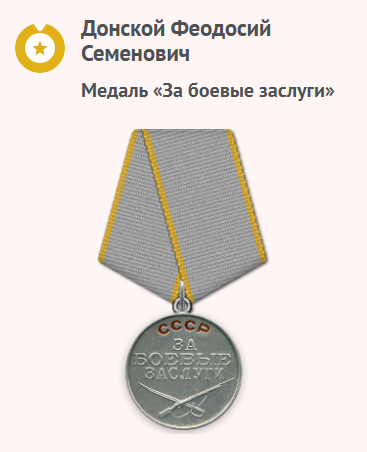 Донской Феодосий
Семенович
Медаль «За боевые заслуги»
СССР
ЗА
БОЕВЫЕ
ЗАСЛУГИ